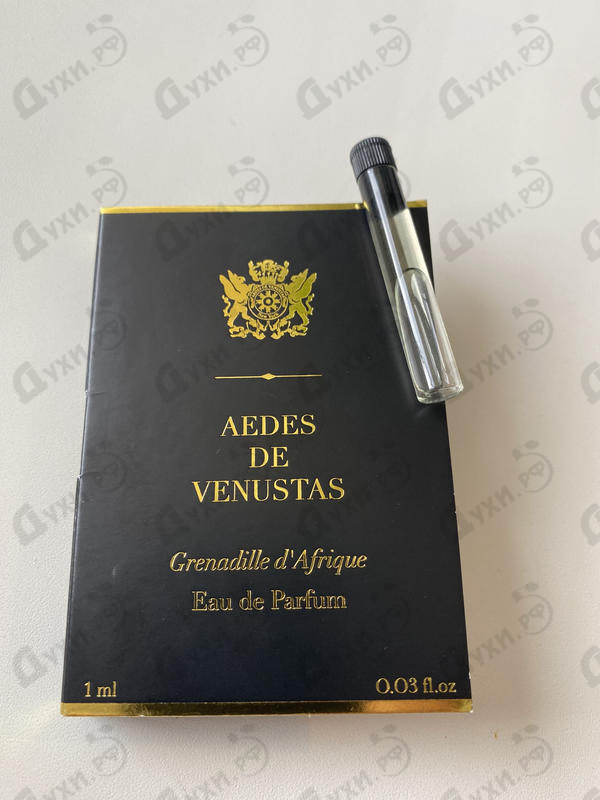 AEDES
DE
VENUSTAS
Grenadille d'Afrique
Eau de Parfum
1 ml
0.03 fl.oz
Духи.рф